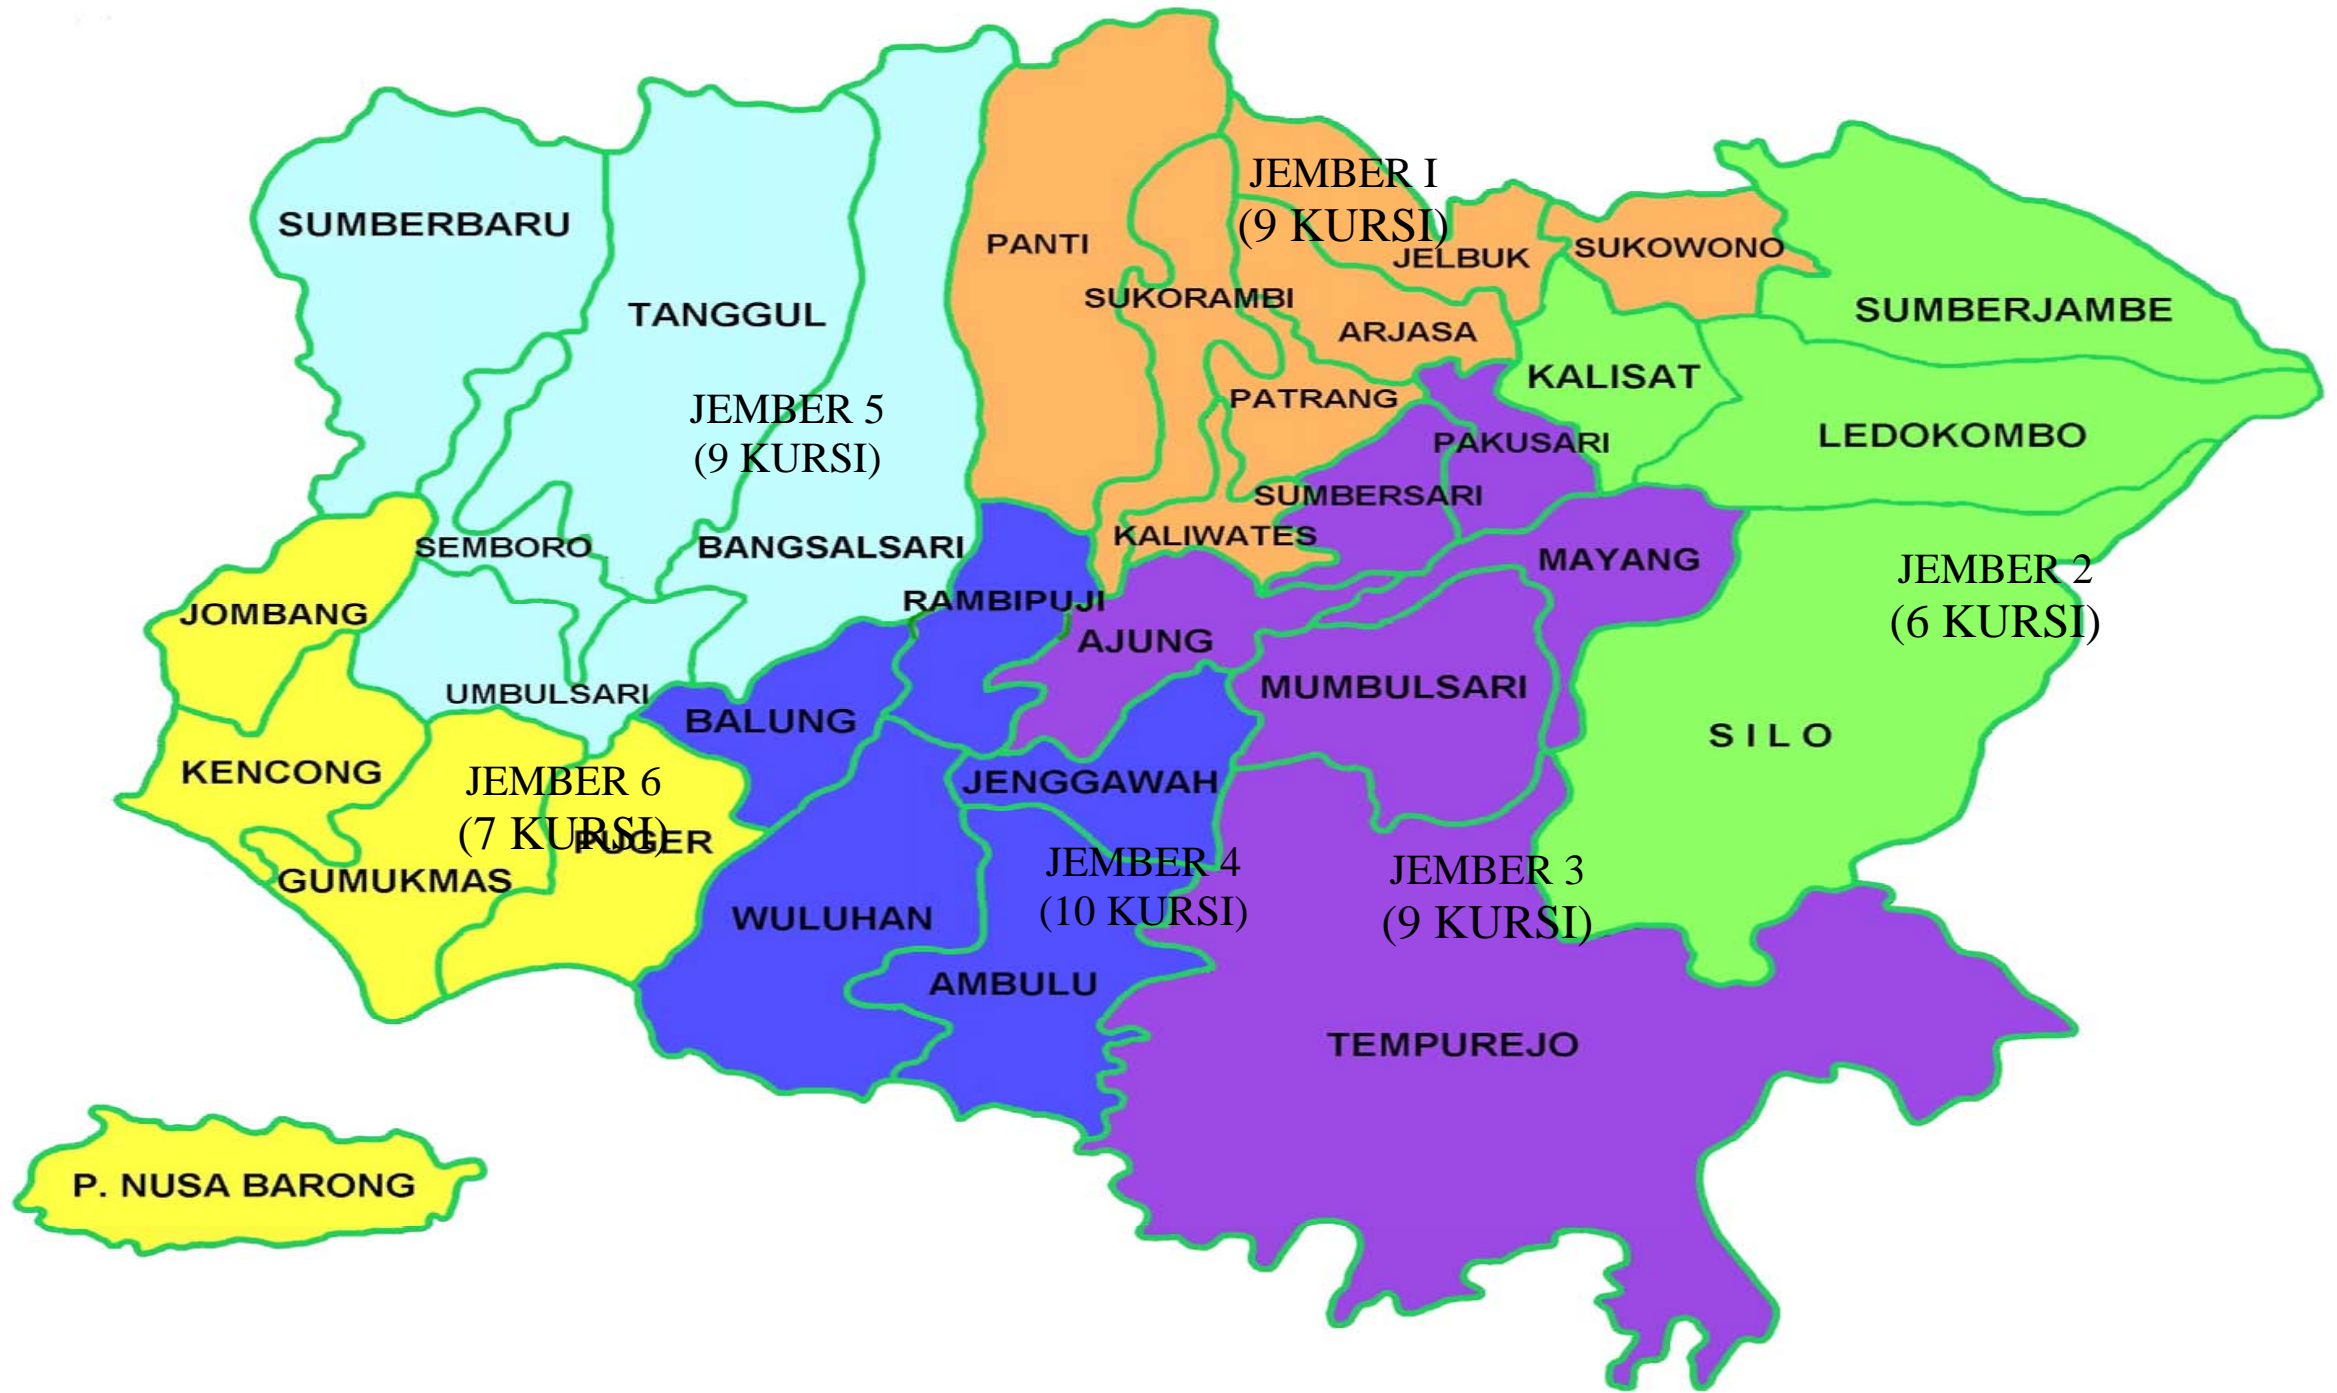 JEMBER I
(9 KURSI)
SUMBERBARU
PANTI
JELBUK
SUKOWONO
SUKORAMBI
TANGGUL
ARJASA
SUMBERJAMBE
KALISAT
JEMBER 5
(9 KURSI)
PATRANG
PAKUSARI
LEDOKOMBO
SUMBERSARI
SEMBORO
BANGSALSARI
KALIWATES
MAYANG
JEMBER 2
(6 KURSI)
JOMBANG
RAMBIPUJI
AJUNG
UMBULSARI
MUMBULSARI
BALUNG
SILO
KENCONG
JEMBER 6
(7 KURSI)
JENGGAWAH
PUGER
GUMUKMAS
JEMBER 4
(10 KURSI)
JEMBER 3
(9 KURSI)
WULUHAN
AMBULU
TEMPUREJO
P. NUSA BARONG